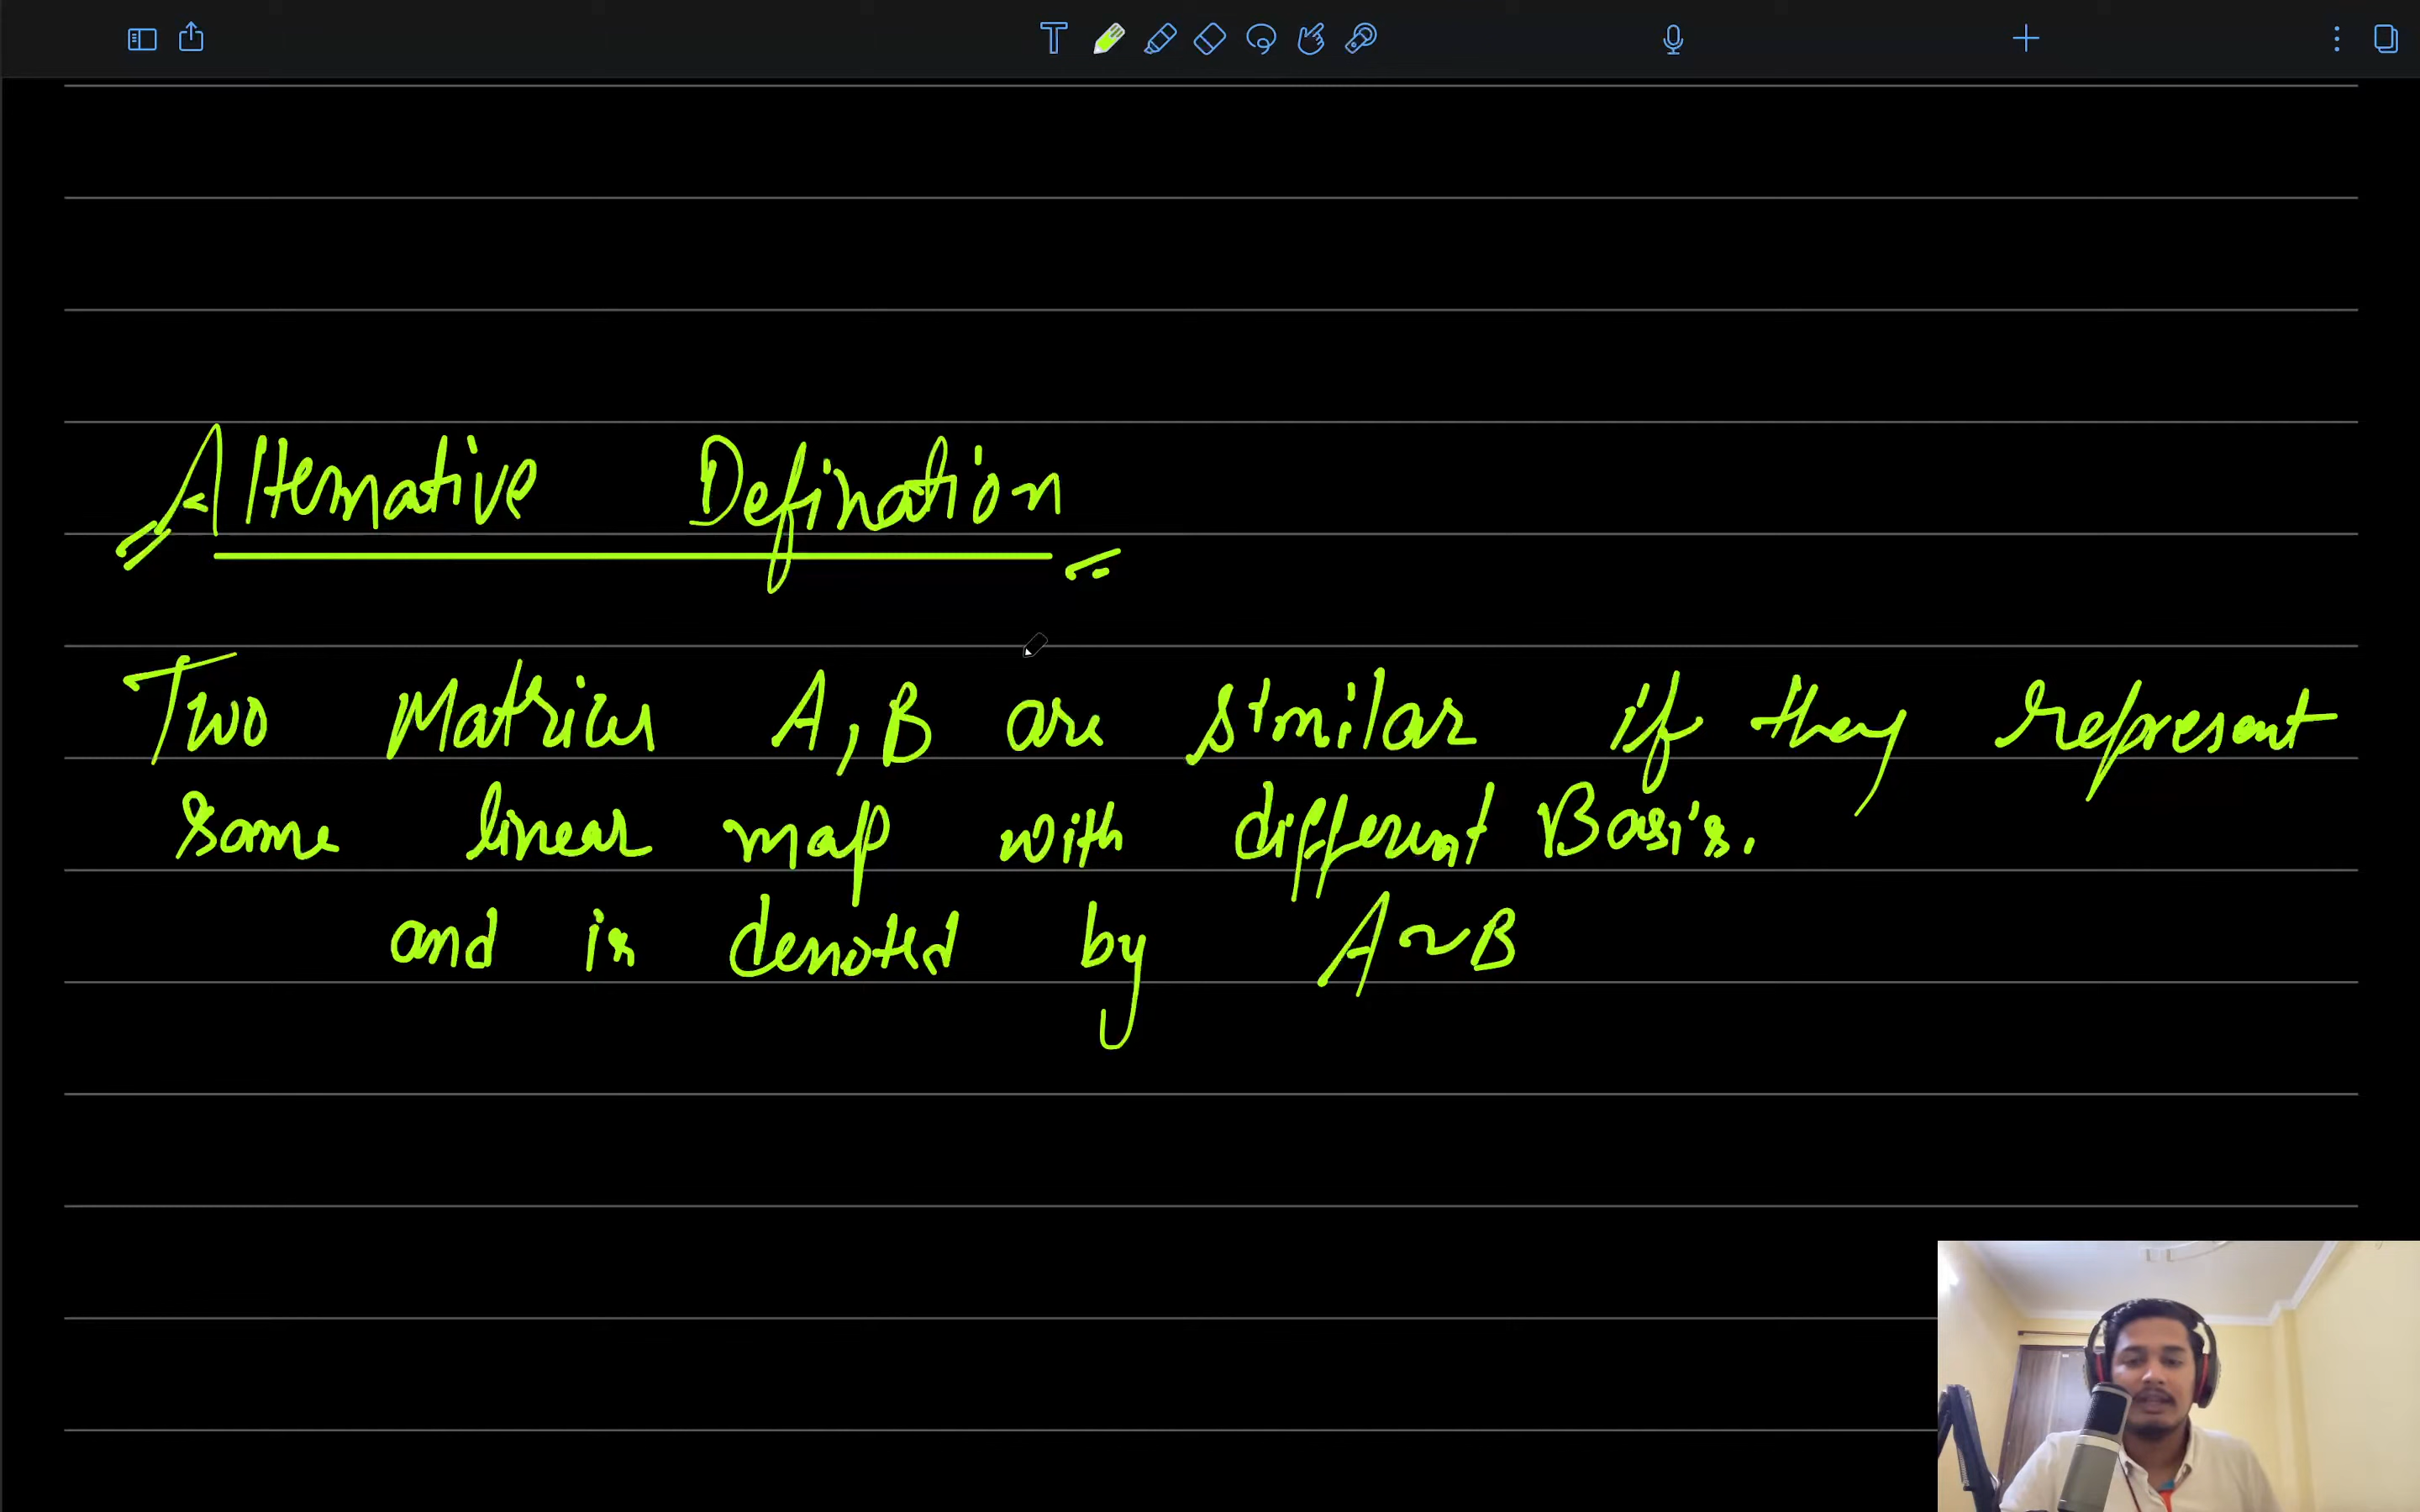 Alternative Defination
Two Matrices A, B are similar if they represent
same linear map with different Basis.
and is denoted by A ~ B